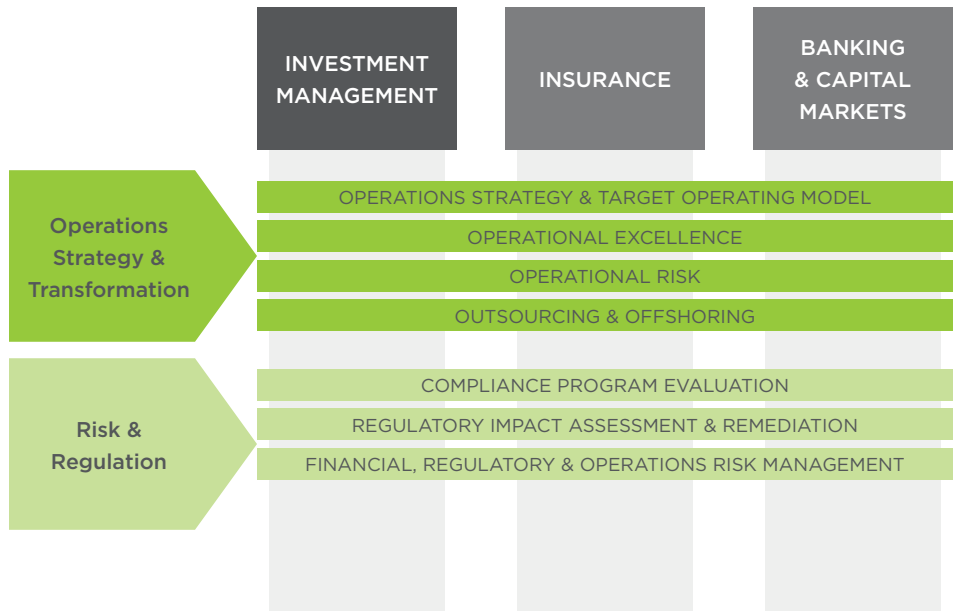 INVESTMENT
MANAGEMENT
INSURANCE
BANKING
& CAPITAL
MARKETS
Operations
Strategy &
Transformation
OPERATIONS STRATEGY & TARGET OPERATING MODEL
OPERATIONAL EXCELLENCE
OPERATIONAL RISK
OUTSOURCING & OFFSHORING
Risk &
Regulation
COMPLIANCE PROGRAM EVALUATION
REGULATORY IMPACT ASSESSMENT & REMEDIATION
FINANCIAL, REGULATORY & OPERATIONS RISK MANAGEMENT